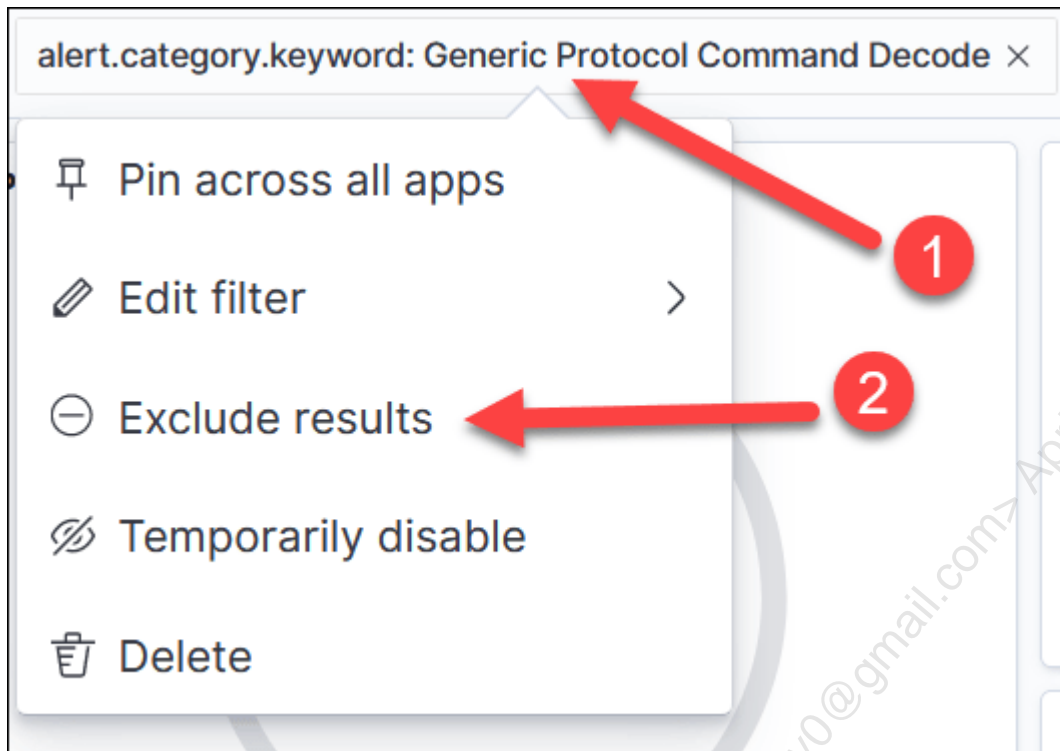 alert.category.keyword: Generic Protocol Command Decode ×
Pin across all apps
1
Edit filter
2
Exclude results
Temporarily disable
Delete